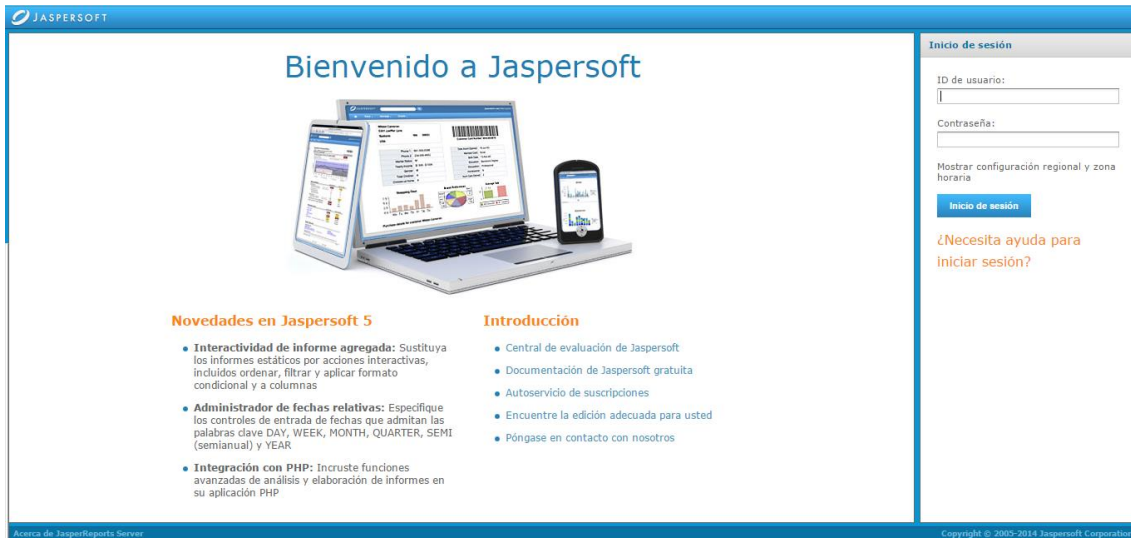 JASPERSOFT
Bienvenido a Jaspersoft
Novedades en Jaspersoft 5
Interactividad de informe agregada: Sustituya
los informes estáticos por acciones interactivas,
incluidos ordenar, filtrar y aplicar formato
condicional y a columnas
Administrador de fechas relativas: Especifique
los controles de entrada de fechas que admitan las
palabras clave DAY, WEEK, MONTH, QUARTER, SEMI
(semianual) y YEAR
Integración con PHP: Incruste funciones
avanzadas de análisis y elaboración de informes en
su aplicación PHP
Introducción
Central de evaluación de Jaspersoft
Documentación de Jaspersoft gratuita
Autoservicio de suscripciones
Encuentre la edición adecuada para usted
Póngase en contacto con nosotros
Inicio de sesión
ID de usuario:
Contraseña:
Mostrar configuración regional y zona
horaria
Inicio de sesión
¿Necesita ayuda para
iniciar sesión?
Acerca de JasperReports Server
Copyright © 2005-2014 Jaspersoft Corporation